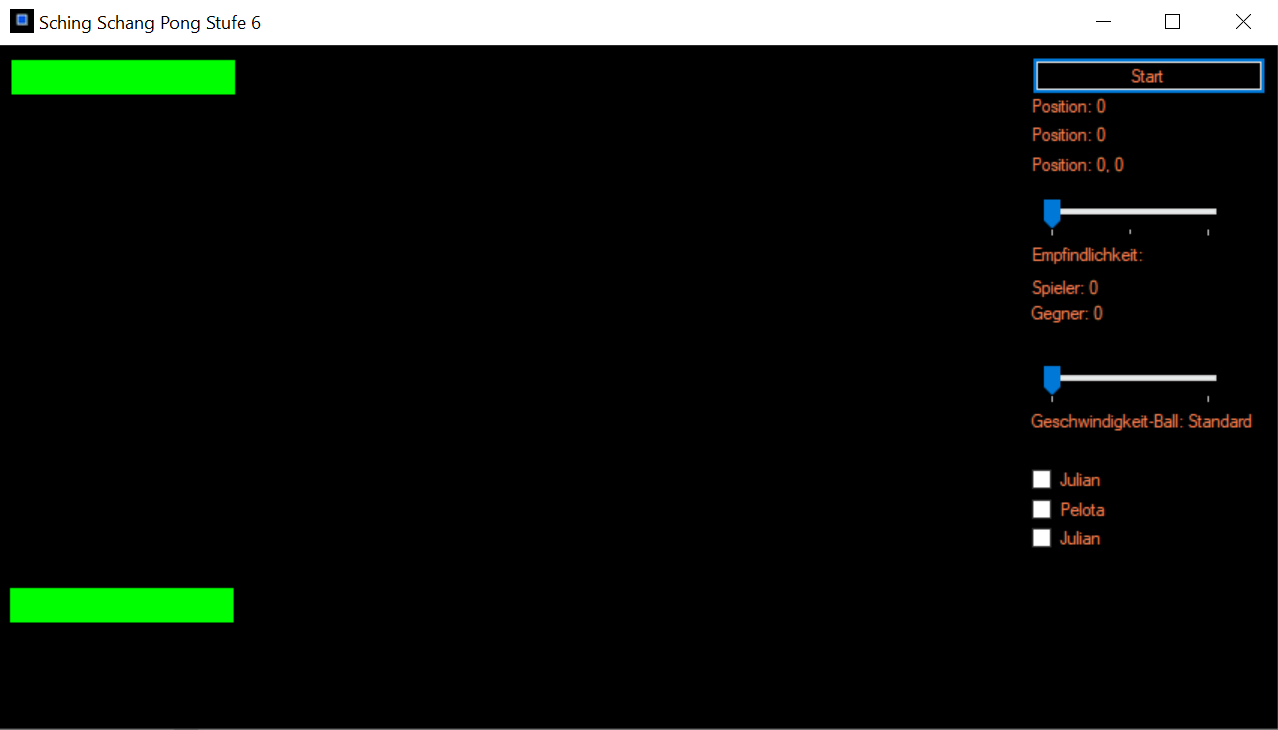 Sching Schang Pong Stufe 6
Start
Position: 0
Position: 0
Position: 0, 0
Empfindlichkeit:
Spieler: 0
Gegner: 0
Geschwindigkeit-Ball: Standard
Julian
Pelota
Julian